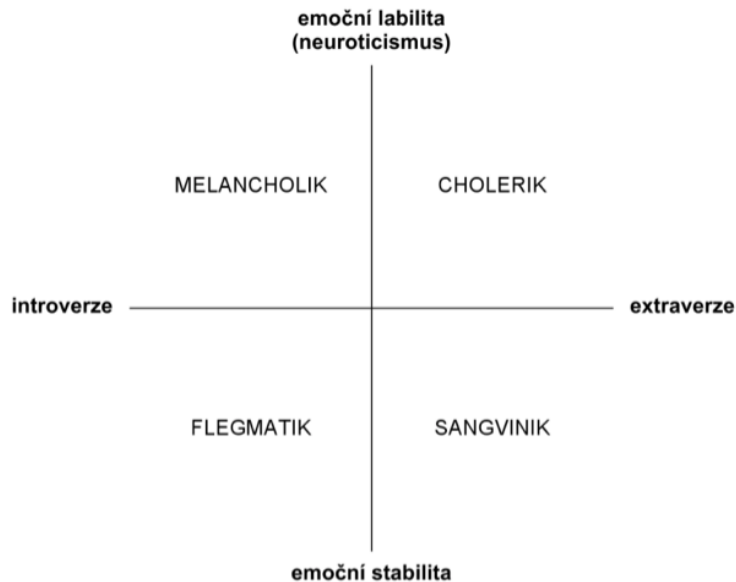 emoční labilita
(neuroticismus)
MELANCHOLIK
CHOLERIK
introverze
extraverze
FLEGMATIK
SANGVINIK
emoční stabilita